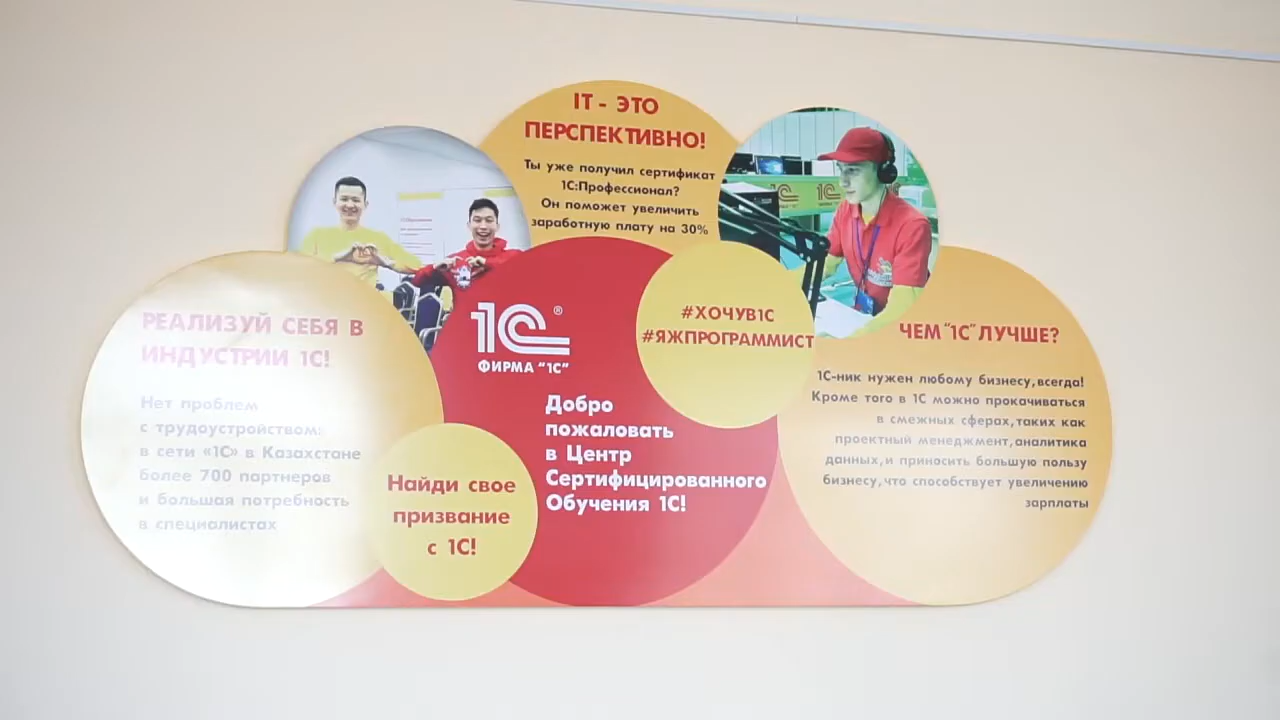 IT - ЭТО
ПЕРСПЕКТИВНО!
Ты уже получил сертификат
1С:Профессионал?
Он поможет увеличить
заработную плату на 30%
РЕАЛИЗУЙ СЕБЯ В
ИНДУСТРИИ 1С!
Нет проблем
с трудоустройством:
в сети «1С» в Казахстане
более 700 партнеров
и большая потребность
в специалистах
Найди свое
призвание
с 1С!
1С ®
ФИРМА "1С"
Добро
пожаловать
в Центр
Сертифицированного
Обучения 1С!
#ХОЧУВ1С
#ЯЖПРОГРАММИСТ
1С
ЧЕМ "1С" ЛУЧШЕ?
1С-ник нужен любому бизнесу, всегда!
Кроме того в 1С можно прокачиваться
в смежных сферах, таких как
проектный менеджмент, аналитика
данных, и приносить большую пользу
бизнесу, что способствует увеличению
зарплаты